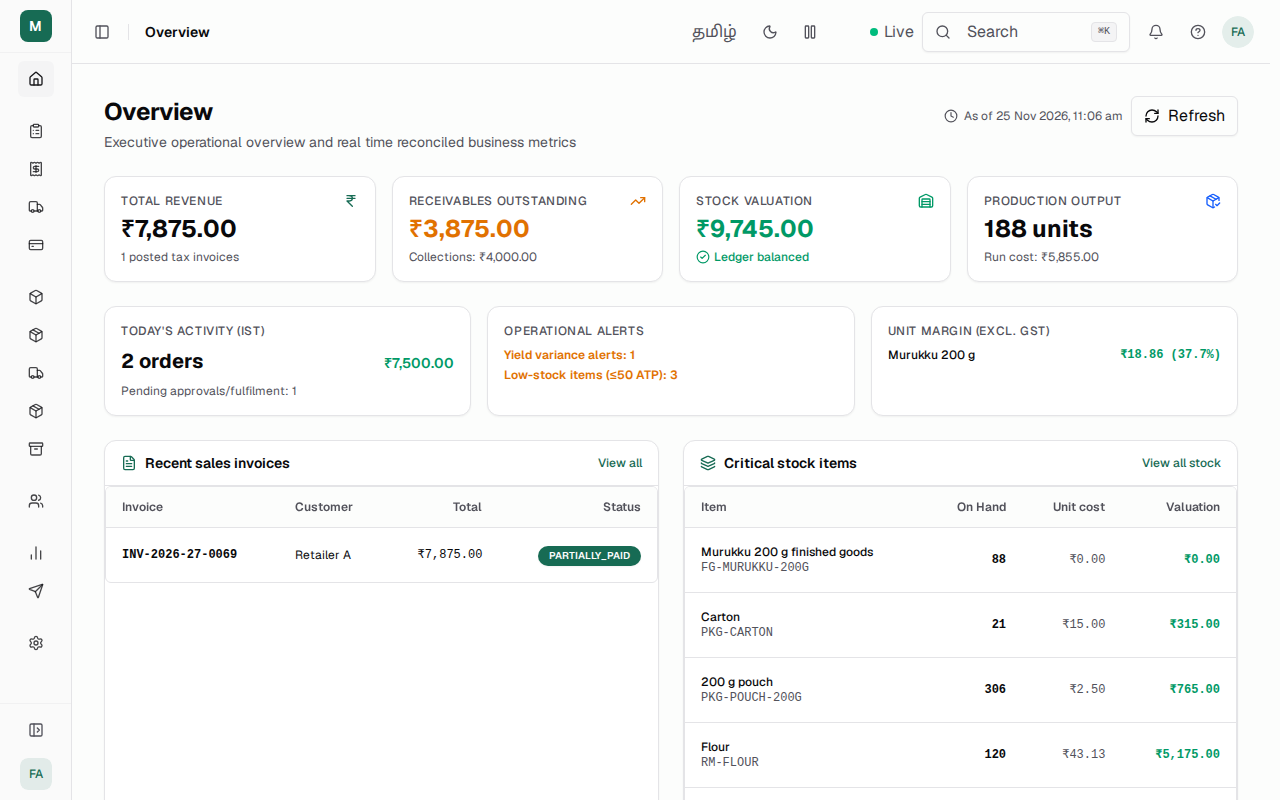 M
Overview
தமிழ்
Live
Search
⌘K
FA
Overview
Executive operational overview and real time reconciled business metrics
As of 25 Nov 2026, 11:06 am
Refresh
TOTAL REVENUE
₹7,875.00
1 posted tax invoices
RECEIVABLES OUTSTANDING
₹3,875.00
Collections: ₹4,000.00
STOCK VALUATION
₹9,745.00
Ledger balanced
PRODUCTION OUTPUT
188 units
Run cost: ₹5,855.00
TODAY'S ACTIVITY (IST)
2 orders
₹7,500.00
Pending approvals/fulfilment: 1
OPERATIONAL ALERTS
Yield variance alerts: 1
Low-stock items (≤50 ATP): 3
UNIT MARGIN (EXCL. GST)
Murukku 200 g ₹18.86 (37.7%)
Recent sales invoices View all
Invoice Customer Total Status
INV-2026-27-0069 Retailer A ₹7,875.00 PARTIALLY_PAID
Critical stock items View all stock
Item On Hand Unit cost Valuation
Murukku 200 g finished goods
FG-MURUKKU-200G
88 ₹0.00 ₹0.00
Carton
PKG-CARTON
21 ₹15.00 ₹315.00
200 g pouch
PKG-POUCH-200G
306 ₹2.50 ₹765.00
Flour
RM-FLOUR
120 ₹43.13 ₹5,175.00
FA